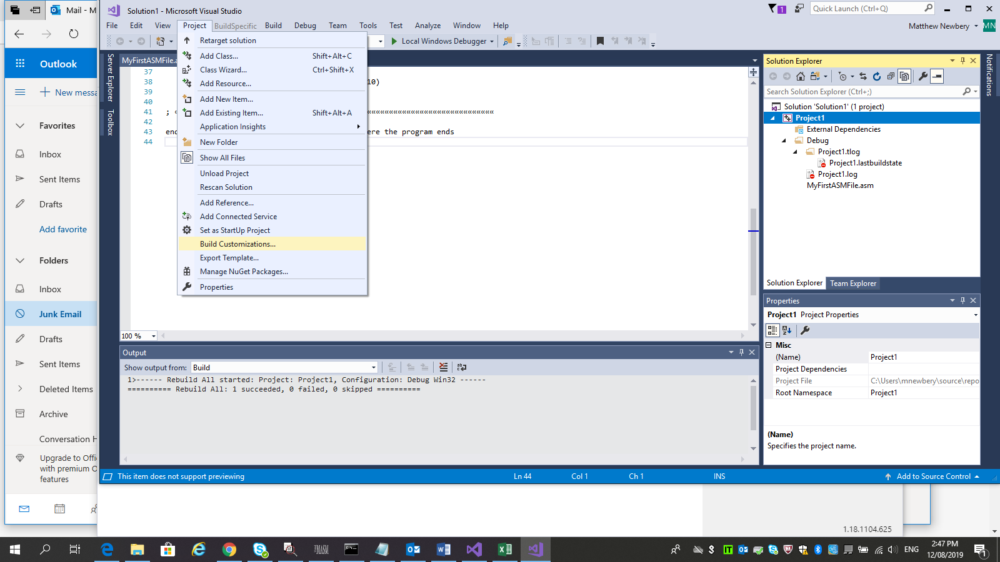 Mail - M
Outlook
New messa
Favorites
Inbox
Sent Items
Drafts
Add favorite
Folders
Inbox
Junk Email
Drafts
Sent Items
Deleted Items
Archive
Conversation H
Upgrade to Offi
with premium O
features
Solution1 - Microsoft Visual Studio
1
Quick Launch (Ctrl+Q)
File Edit View Project BuildSpecific Build Debug Team Tools Test Analyze Window Help
Matthew Newbery MN
Local Windows Debugger
Server Explorer
Toolbox
MyFirstASMFile.a
Retarget solution
Add Class... Shift+Alt+C
Class Wizard... Ctrl+Shift+X
Add Resource...
Add New Item...
Add Existing Item... Shift+Alt+A
Application Insights
New Folder
Show All Files
Unload Project
Rescan Solution
Add Reference...
Add Connected Service
Set as StartUp Project
Build Customizations...
Export Template...
Manage NuGet Packages...
Properties
37
38 10)
39
40
41 ; «««««««««««««««««««««««««««««
42
43 end ere the program ends
44
100 %
Output
Show output from: Build
1>------ Rebuild All started: Project: Project1, Configuration: Debug Win32 ------
========== Rebuild All: 1 succeeded, 0 failed, 0 skipped ==========
Solution Explorer
Search Solution Explorer (Ctrl+;)
Solution 'Solution1' (1 project)
Project1
External Dependencies
Debug
Project1.tlog
Project1.lastbuildstate
Project1.log
MyFirstASMFile.asm
Solution Explorer Team Explorer
Notifications
Properties
Project1 Project Properties
Misc
(Name) Project1
Project Dependencies
Project File C:\Users\mnewbery\source\repo
Root Namespace Project1
(Name)
Specifies the project name.
This item does not support previewing Ln 44 Col 1 Ch 1 INS Add to Source Control
1.18.1104.625
MASM
ENG
2:47 PM
12/08/2019
1